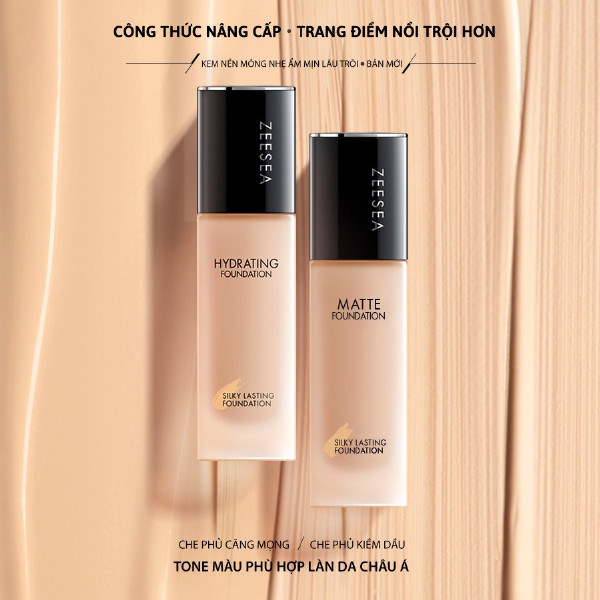 CÔNG THỨC NÂNG CẤP • TRANG ĐIỂM NỔI TRỘI HƠN
KEM NỀN MỎNG NHẸ ẨM MỊN LÂU TRÔI • BẢN MỚI
ZEESEA
HYDRATING
FOUNDATION
SILKY LASTING
FOUNDATION
ZEESEA
MATTE
FOUNDATION
SILKY LASTING
FOUNDATION
CHE PHỦ CĂNG MỌNG / CHE PHỦ KIỀM DẦU
TONE MÀU PHÙ HỢP LÀN DA CHÂU Á